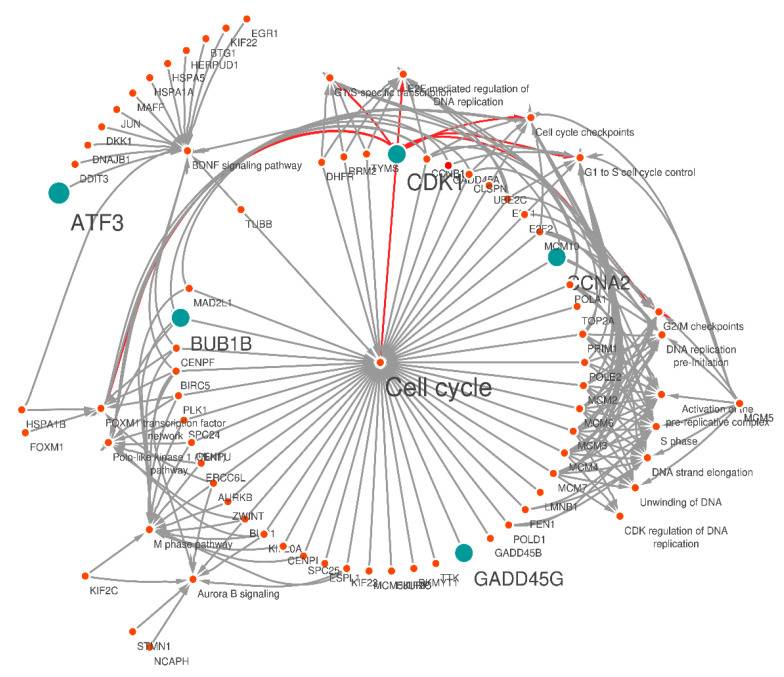 EGR1
KIF22
BTG1
HERPUD1
HSPA5
HSPA1A
MAFF
JUN
DKK1
DNAJB1
DDIT3
ATF3
BDNF signaling pathway
TUBB
G1/S-specific transcription
E2F mediated regulation of
DNA replication
Cell cycle checkpoints
G1 to S cell cycle control
DHFR
RRM2
TYMS
CDK1
CCNB1
GADD45A
CLSPN
UBE2C
E2F2
MCM10
CCNA2
POLA1
TOP2A
PRIM1
POLE2
MCM2
MCM6
MCM3
MCM4
MCM7
LMNB1
FEN1
POLD1
GADD45B
GADD45G
G2/M checkpoints
DNA replication
pre-Initiation
Activation of the
pre-replicative complex
MCM5
S phase
DNA strand elongation
Unwinding of DNA
CDK regulation of DNA
replication
MAD2L1
BUB1B
CENPF
BIRC5
PLK1
SPC24
ERCC6L
AURKB
ZWINT
BUB1
KIF20A
CENPI
SPC25
ESPL1
KIF23
PKMYT1
TTK
Cell cycle
HSPA1B
FOXM1
FOXM1 transcription factor
network
Polo-like kinase 1
pathway
M phase pathway
Aurora B signaling
KIF2C
STMN1
NCAPH